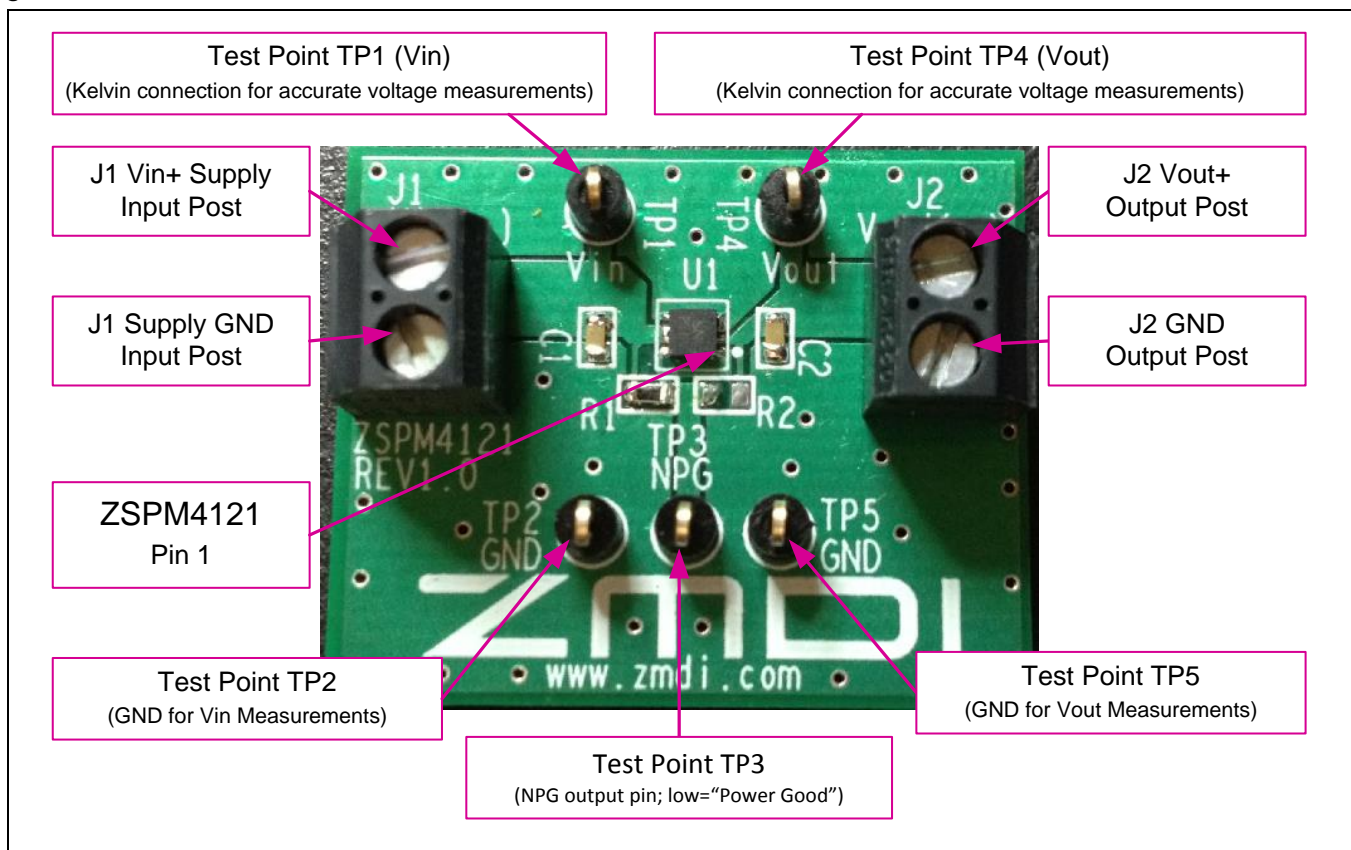 Test Point TP1 (Vin)
(Kelvin connection for accurate voltage measurements)
Test Point TP4 (Vout)
(Kelvin connection for accurate voltage measurements)
J1 Vin+ Supply
Input Post
J1 Supply GND
Input Post
ZSPM4121
Pin 1
J2 Vout+
Output Post
J2 GND
Output Post
J1
J2
TP1
TP4
Vin
U1
Vout
C1
C2
R1
R2
TP3
NPG
ZSPM4121
REV1.0
TP2
GND
TP5
GND
ZMDI
www.zmdi.com
Test Point TP2
(GND for Vin Measurements)
Test Point TP5
(GND for Vout Measurements)
Test Point TP3
(NPG output pin; low="Power Good")